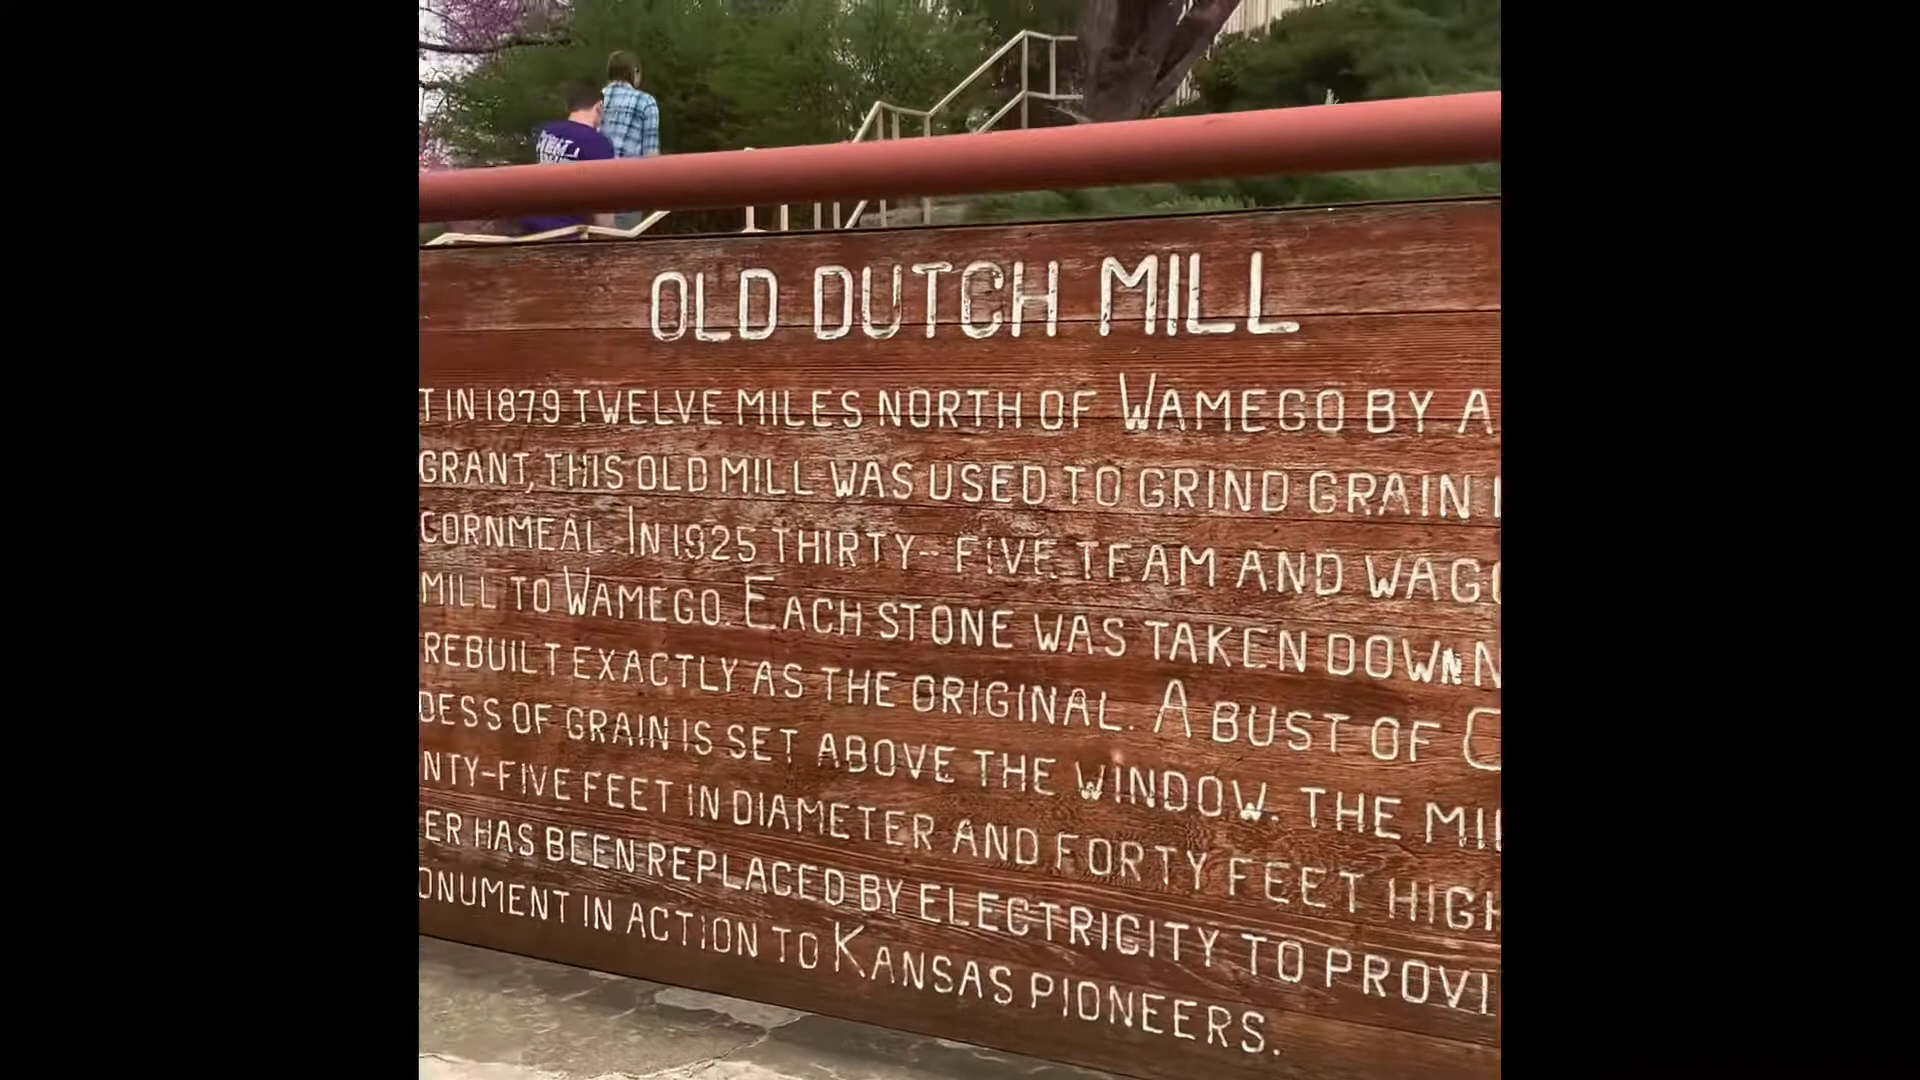 OLD DUTCH MILL
T IN 1879 TWELVE MILES NORTH OF WAMEGO BY A
GRANT, THIS OLD MILL WAS USED TO GRIND GRAIN
CORNMEAL. IN 1925 THIRTY-FIVE TEAM AND WAGO
MILL TO WAMEGO. EACH STONE WAS TAKEN DOWN N
REBUILT EXACTLY AS THE ORIGINAL. A BUST OF C
DESS OF GRAIN IS SET ABOVE THE WINDOW. THE MIL
NTY-FIVE FEET IN DIAMETER AND FORTY FEET HIGH
ER HAS BEEN REPLACED BY ELECTRICITY TO PROVI
ONUMENT IN ACTION TO KANSAS PIONEERS.